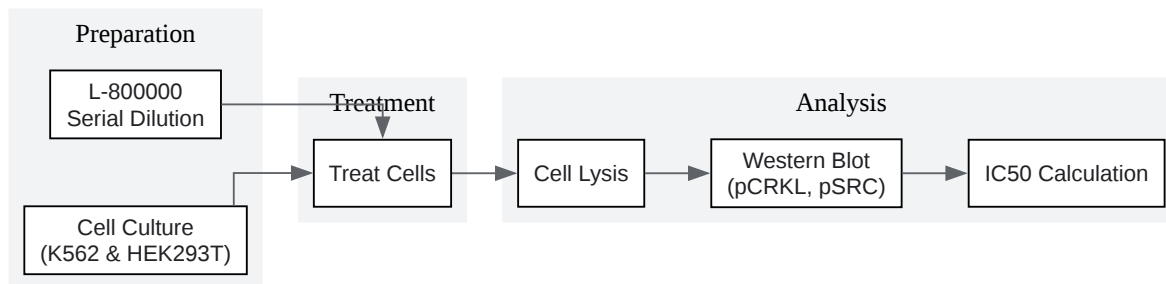 Preparation
L-800000
Serial Dilution
Cell Culture
(K562 & HEK293T)
Treatment
Treat Cells
Analysis
Cell Lysis
Western Blot
(pCRKL, pSRC)
IC50 Calculation